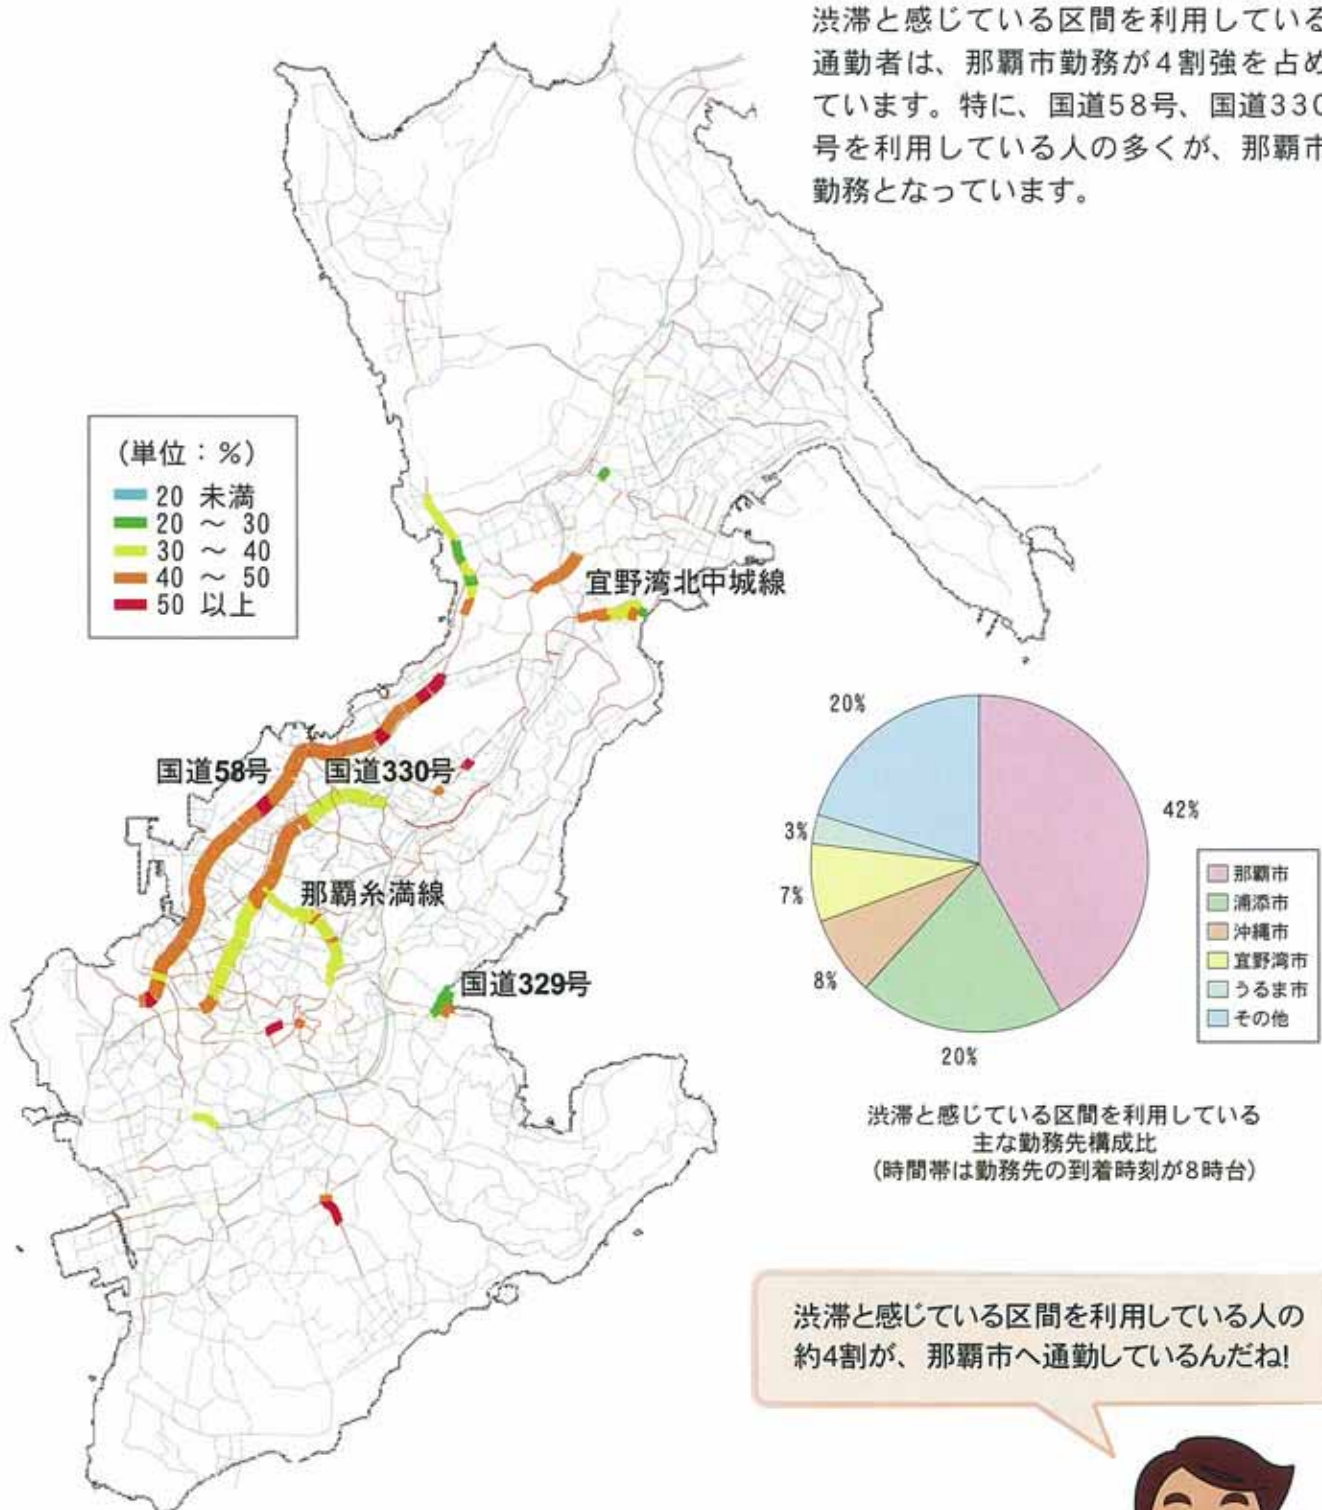 渋滞と感じている区間を利用している
通勤者は、那覇市勤務が4割強を占め
ています。特に、国道58号、国道330
号を利用している人の多くが、那覇市
勤務となっています。
(単位：%)
20 未満
20 ～ 30
30 ～ 40
40 ～ 50
50 以上
宜野湾北中城線
国道58号
国道330号
那覇糸満線
国道329号
20%
42%
3%
7%
8%
20%
那覇市
浦添市
沖縄市
宜野湾市
うるま市
その他
渋滞と感じている区間を利用している
主な勤務先構成比
(時間帯は勤務先の到着時刻が8時台)
渋滞と感じている区間を利用している人の
約4割が、那覇市へ通勤しているんだね!